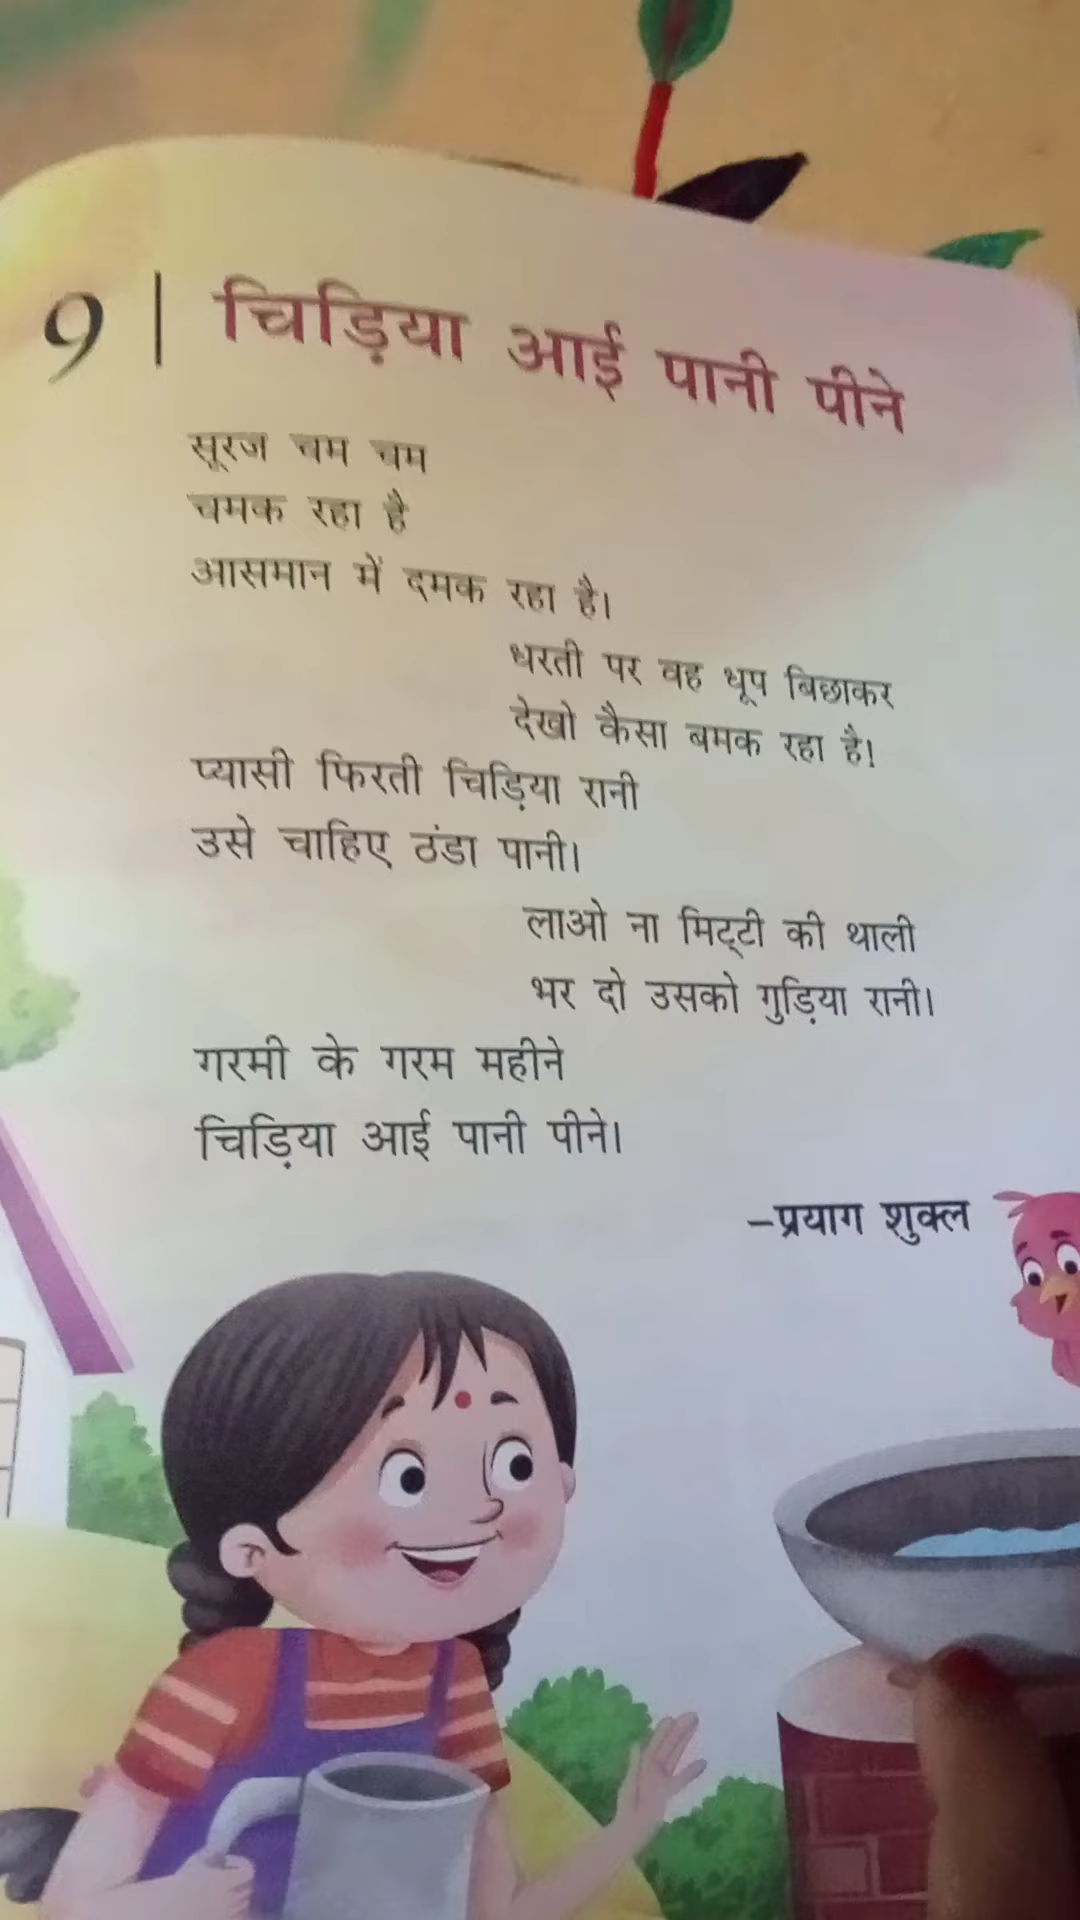 9 | चिड़िया आई पानी पीने
सूरज चम चम
चमक रहा है
आसमान में दमक रहा है।
धरती पर वह धूप बिछाकर
देखो कैसा बमक रहा है!
प्यासी फिरती चिड़िया रानी
उसे चाहिए ठंडा पानी।
लाओ ना मिट्टी की थाली
भर दो उसको गुड़िया रानी।
गरमी के गरम महीने
चिड़िया आई पानी पीने।
–प्रयाग शुक्ल